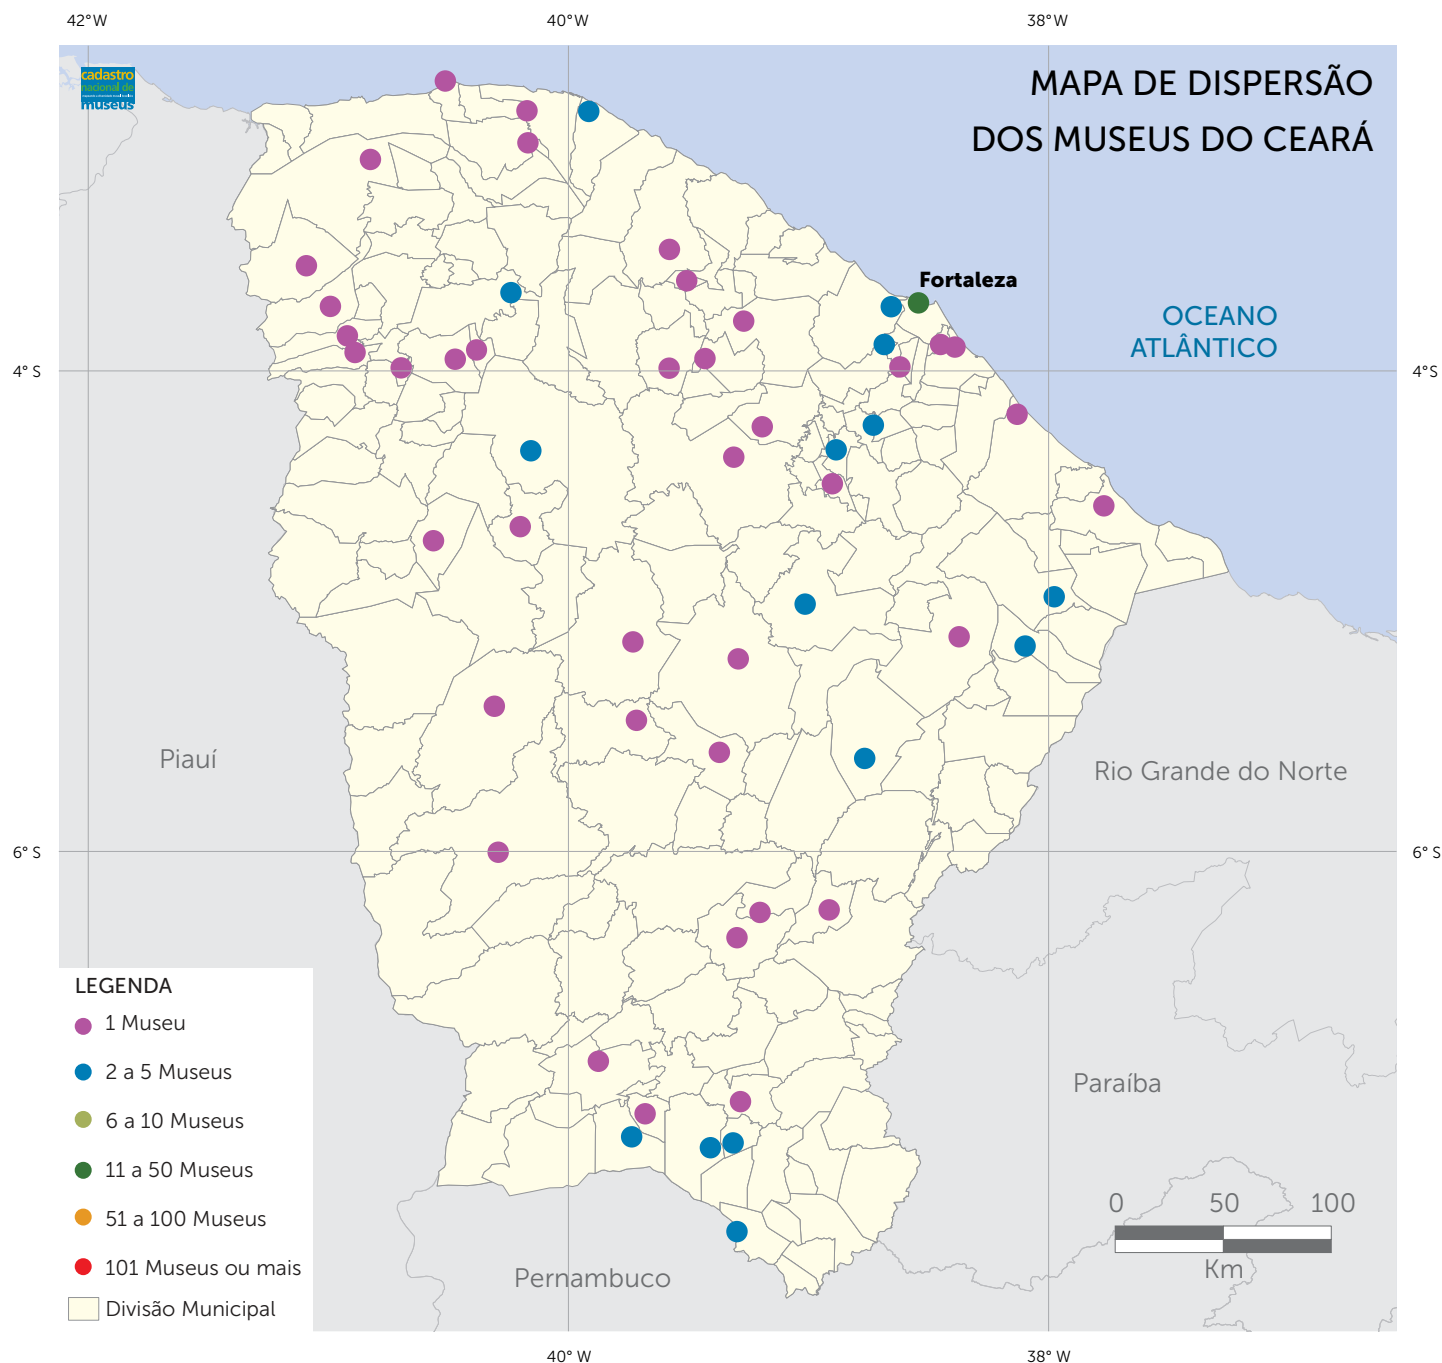 42°W 40°W 38°W
cadastro
nacional de
museus
MAPA DE DISPERSÃO
DOS MUSEUS DO CEARÁ
Fortaleza
OCEANO
ATLÂNTICO
4° S 4° S
Piauí
Rio Grande do Norte
6° S 6° S
Paraíba
Pernambuco
LEGENDA
1 Museu
2 a 5 Museus
6 a 10 Museus
11 a 50 Museus
51 a 100 Museus
101 Museus ou mais
Divisão Municipal
0 50 100
Km
40° W 38° W